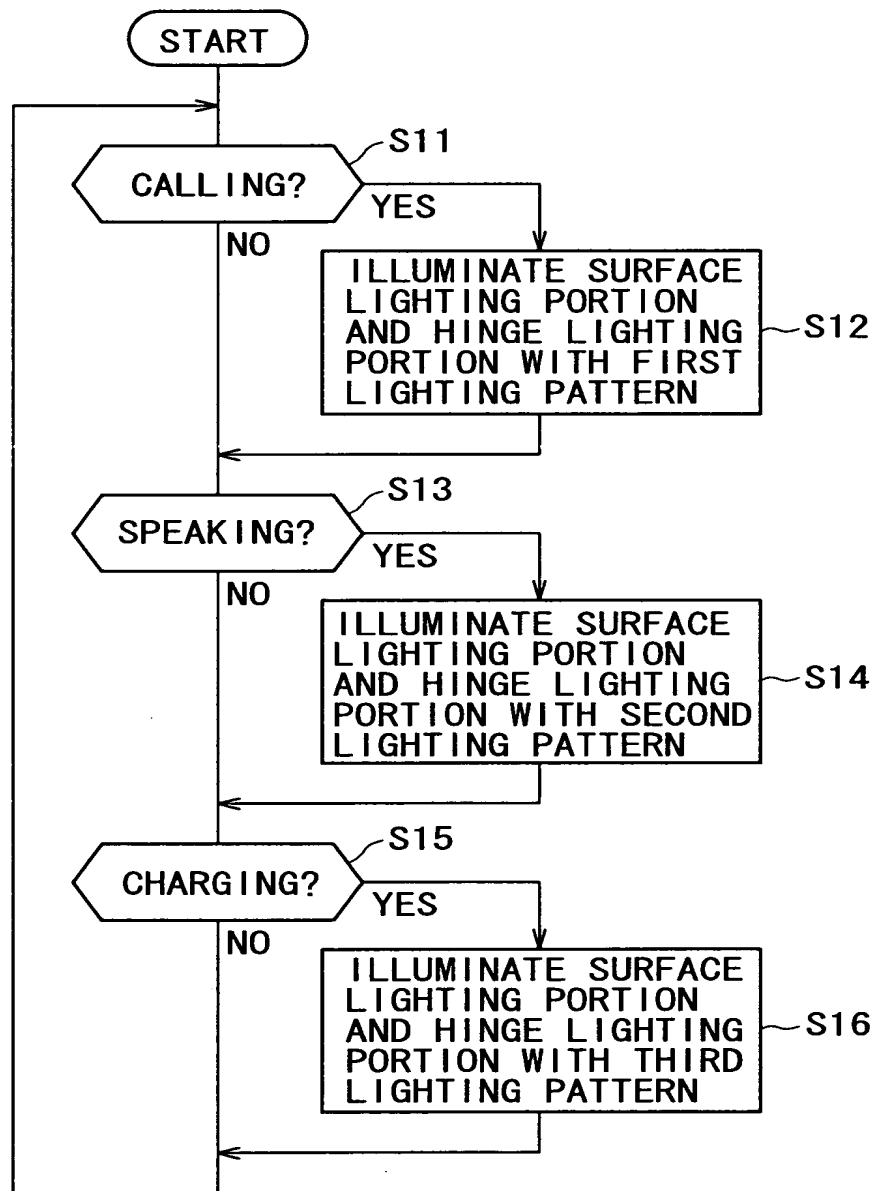 START
S11
CALLING?
YES
NO
ILLUMINATE SURFACE
LIGHTING PORTION
AND HINGE LIGHTING
PORTION WITH FIRST
LIGHTING PATTERN
S12
S13
SPEAKING?
YES
NO
ILLUMINATE SURFACE
LIGHTING PORTION
AND HINGE LIGHTING
PORTION WITH SECOND
LIGHTING PATTERN
S14
S15
CHARGING?
YES
NO
ILLUMINATE SURFACE
LIGHTING PORTION
AND HINGE LIGHTING
PORTION WITH THIRD
LIGHTING PATTERN
S16